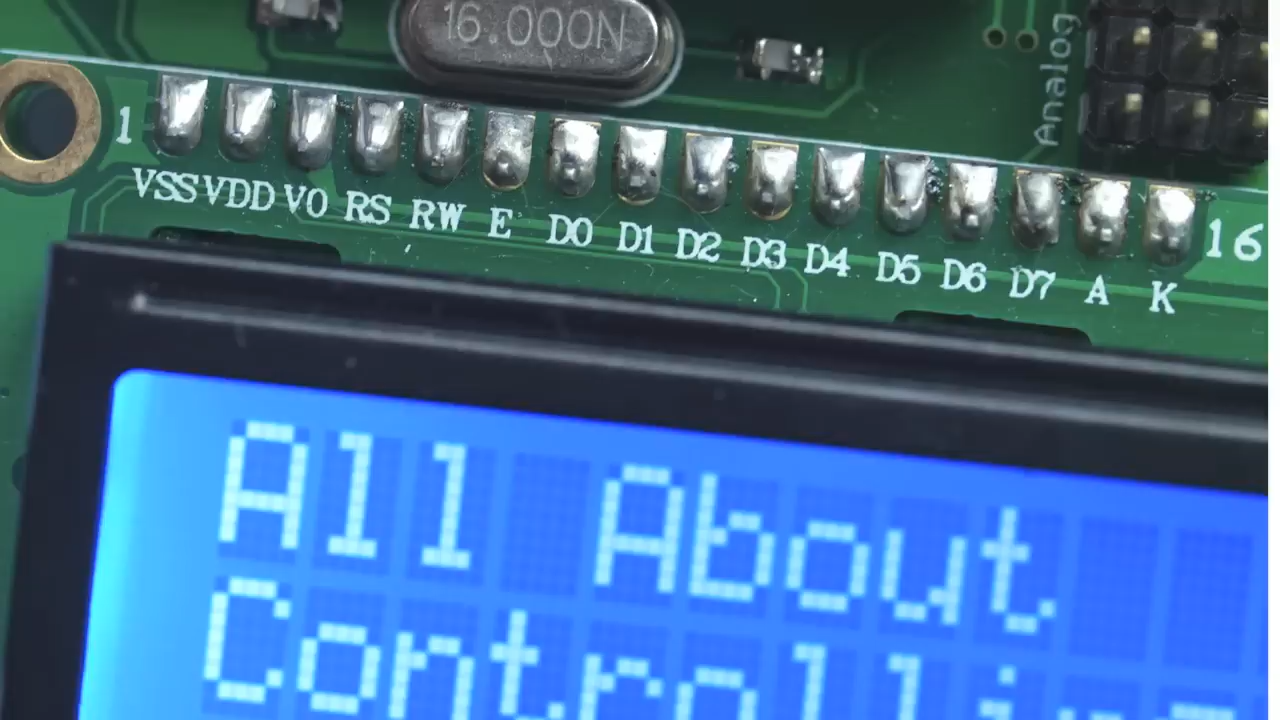 16.000N
Analog
1 VSS VDD V0 RS RW E D0 D1 D2 D3 D4 D5 D6 D7 A K 16
All About